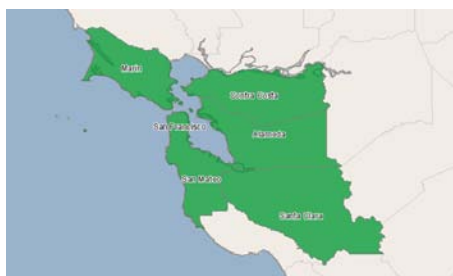 Marin
Contra Costa
San Francisco
Alameda
San Mateo
Santa Clara